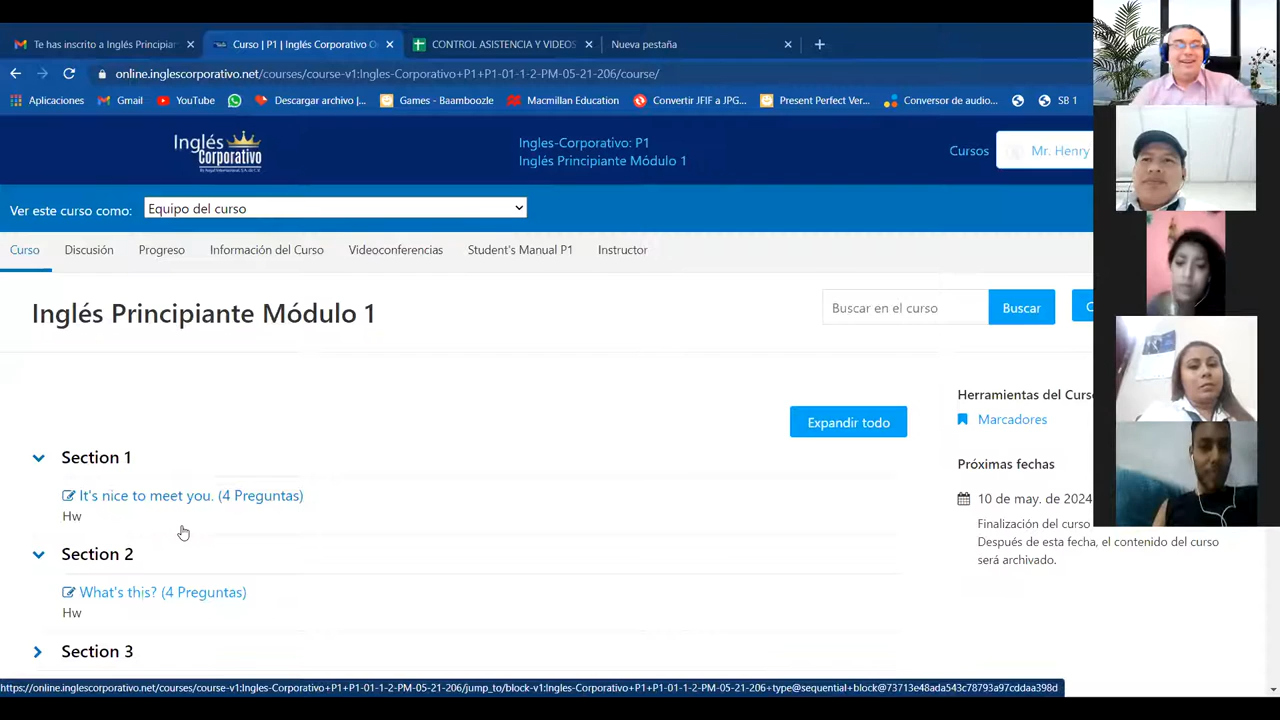 Te has inscrito a Inglés Principian
Curso | P1 | Inglés Corporativo O
CONTROL ASISTENCIA Y VIDEOS
Nueva pestaña
online.inglescorporativo.net/courses/course-v1:Ingles-Corporativo+P1+P1-01-1-2-PM-05-21-206/course/
Aplicaciones
Gmail
YouTube
Descargar archivo |...
Games - Baamboozle
Macmillan Education
Convertir JFIF a JPG...
Present Perfect Ver...
Conversor de audio...
SB 1
Inglés
Corporativo
Ingles-Corporativo: P1
Inglés Principiante Módulo 1
Cursos
Mr. Henry
Ver este curso como:
Equipo del curso
Curso
Discusión
Progreso
Información del Curso
Videoconferencias
Student's Manual P1
Instructor
Inglés Principiante Módulo 1
Buscar en el curso
Buscar
C
Expandir todo
Herramientas del Curs
Marcadores
Próximas fechas
10 de may. de 2024
Finalización del curso
Después de esta fecha, el contenido del curso
será archivado.
Section 1
It's nice to meet you. (4 Preguntas)
Hw
Section 2
What's this? (4 Preguntas)
Hw
Section 3
https://online.inglescorporativo.net/courses/course-v1:Ingles-Corporativo+P1+P1-01-1-2-PM-05-21-206/jump_to/block-v1:Ingles-Corporativo+P1+P1-01-1-2-PM-05-21-206+type@sequential+block@73713e48ada543c78793a97cddaa398d